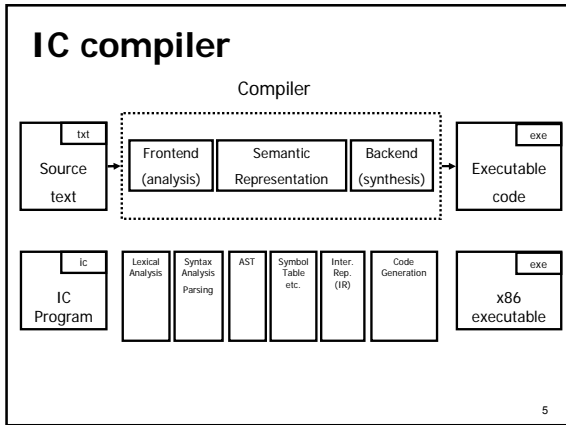 IC compiler
Compiler
txt
Source
text
Frontend
(analysis)
Semantic
Representation
Backend
(synthesis)
exe
Executable
code
ic
IC
Program
Lexical
Analysis
Syntax
Analysis
Parsing
AST
Symbol
Table
etc.
Inter.
Rep.
(IR)
Code
Generation
exe
x86
executable
5